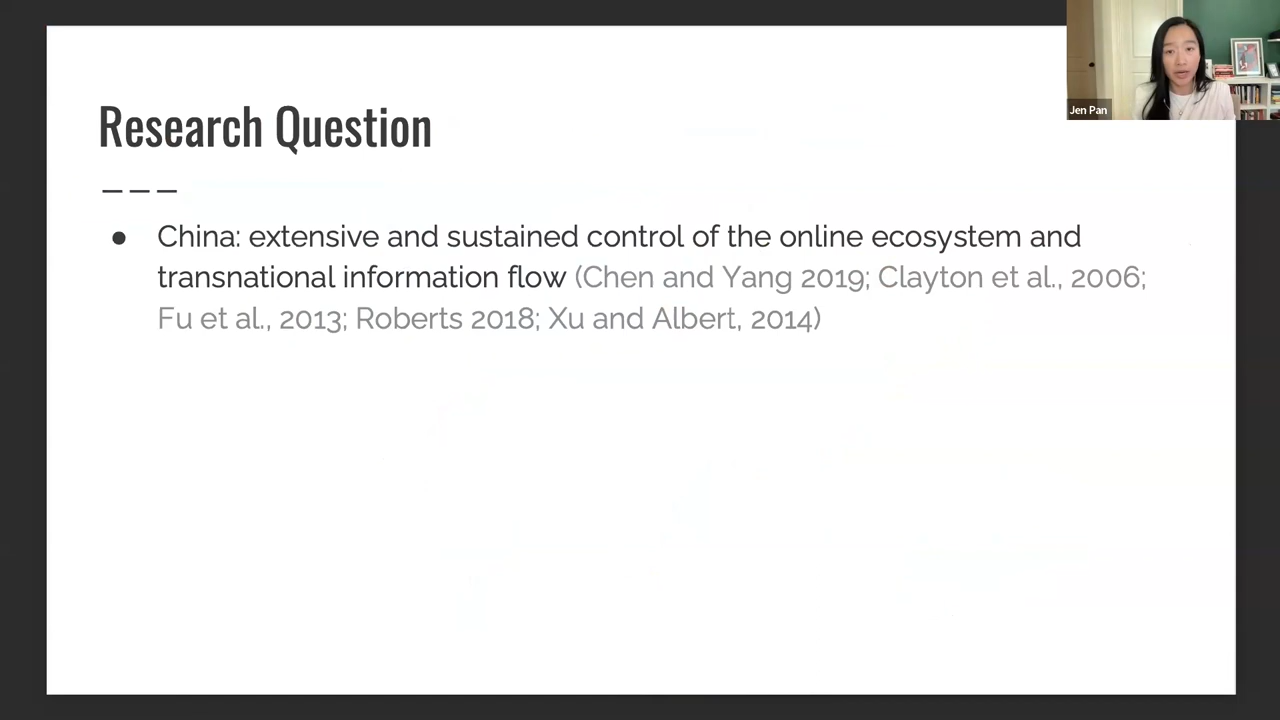 Jen Pan
Research Question
● China: extensive and sustained control of the online ecosystem and
transnational information flow (Chen and Yang 2019; Clayton et al., 2006;
Fu et al., 2013; Roberts 2018; Xu and Albert, 2014)